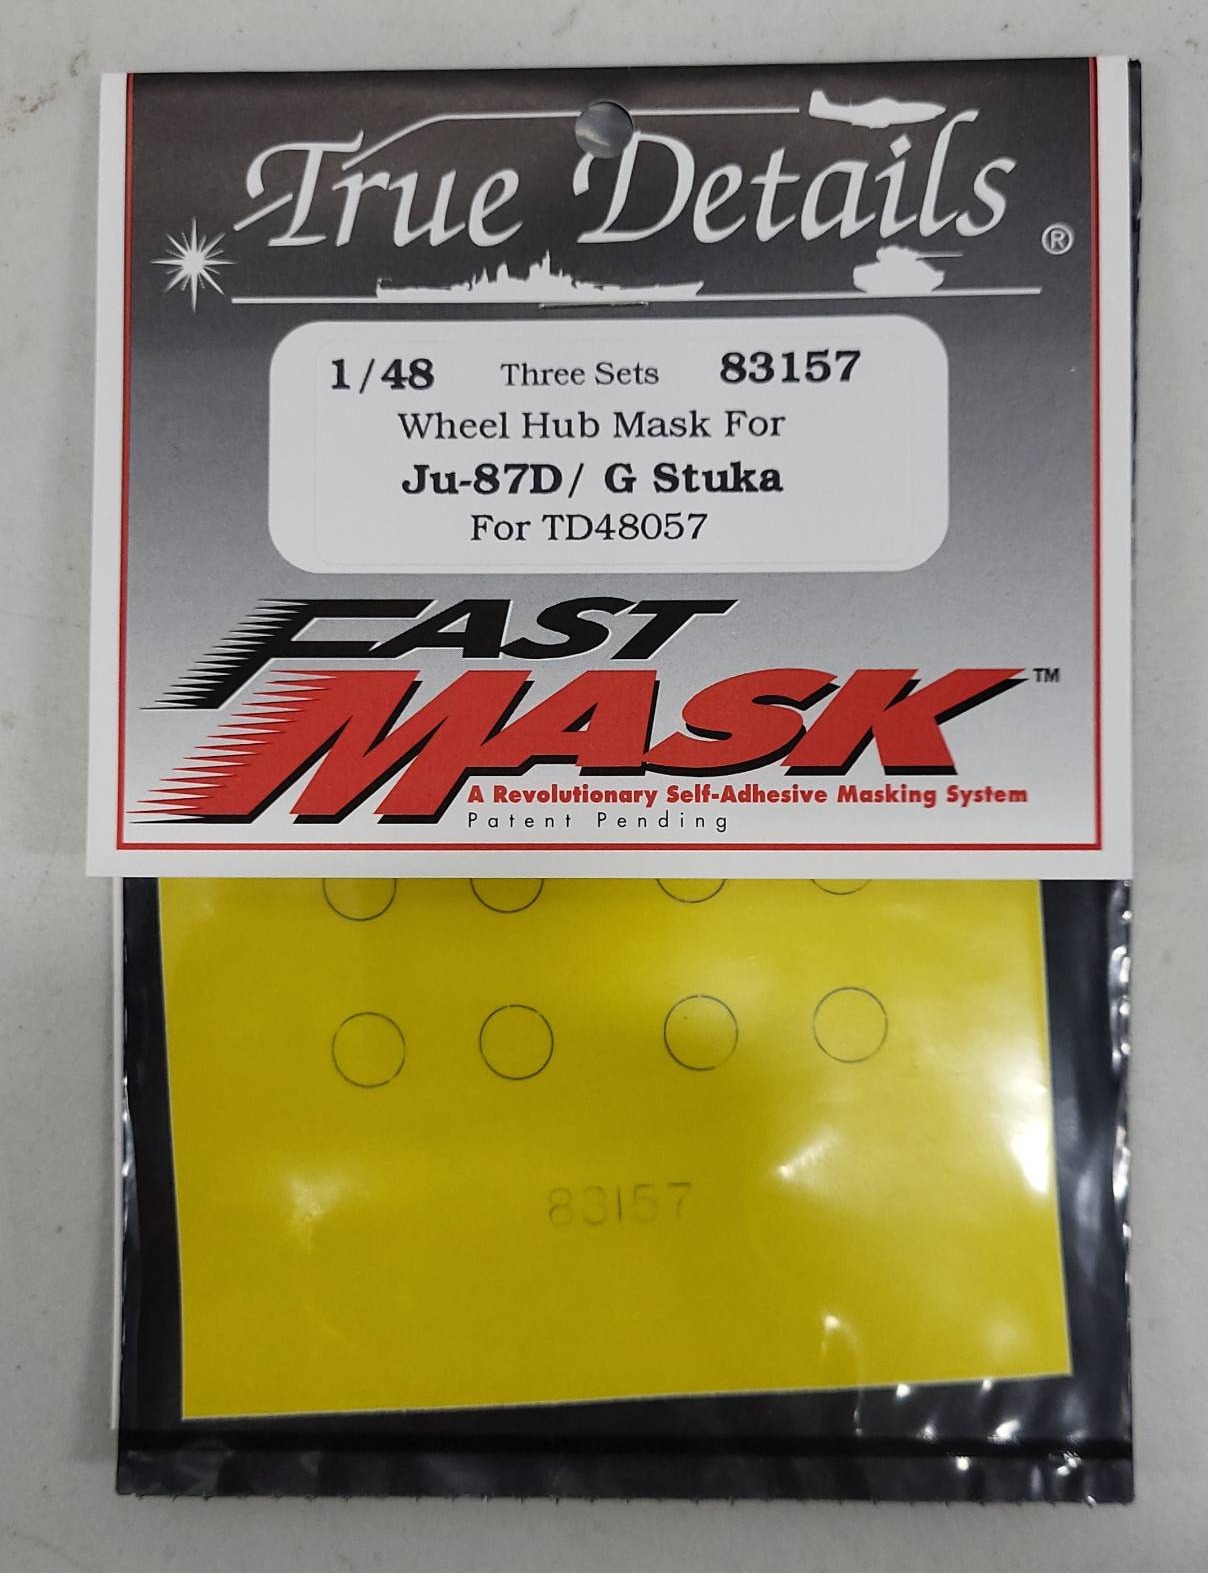 True Details ®
1/48 Three Sets 83157
Wheel Hub Mask For
Ju-87D/ G Stuka
For TD48057
FAST
MASK ™
A Revolutionary Self-Adhesive Masking System
Patent Pending
83157